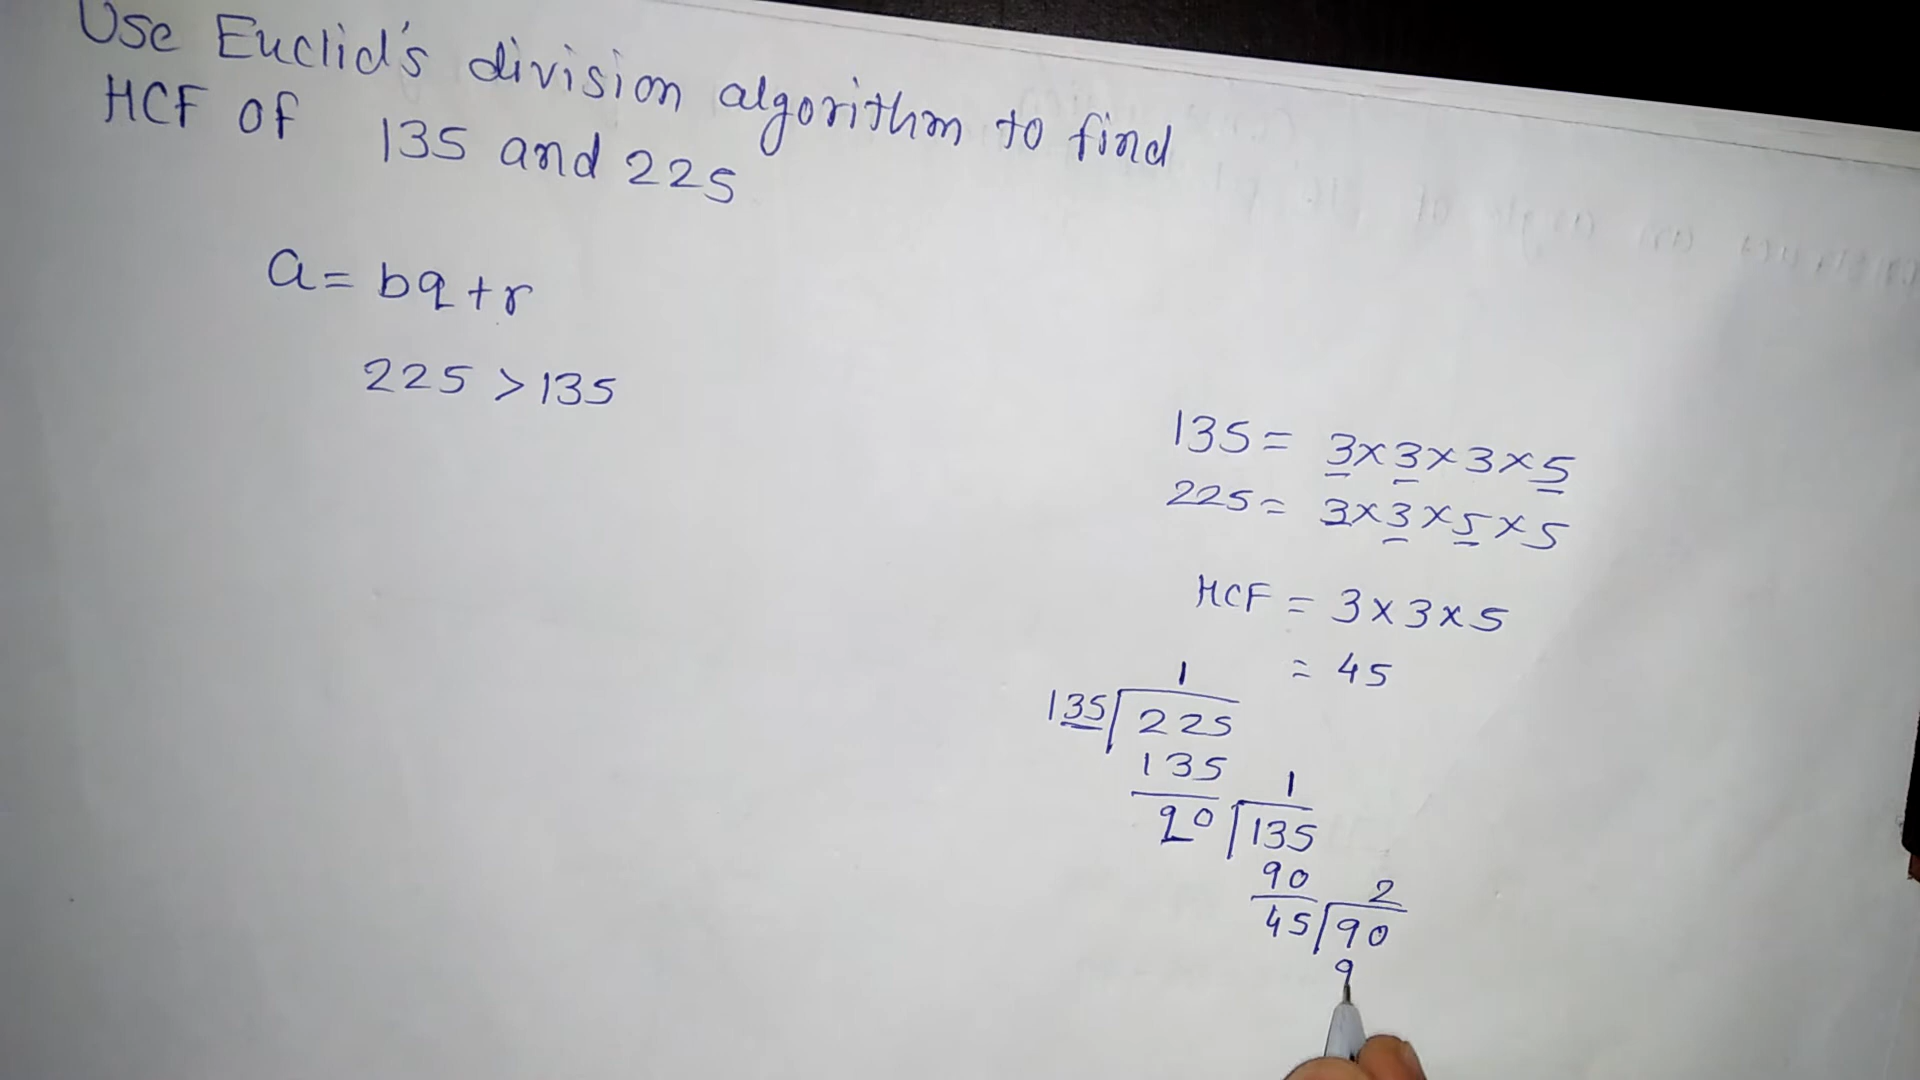 Use Euclid's division algorithm to find
HCF of 135 and 225
a = bq + r
225 > 135
135 = 3×3×3×5
225 = 3×3×5×5
HCF = 3×3×5
= 45
1
135 225
135 1
90 135
90 2
45 90
9